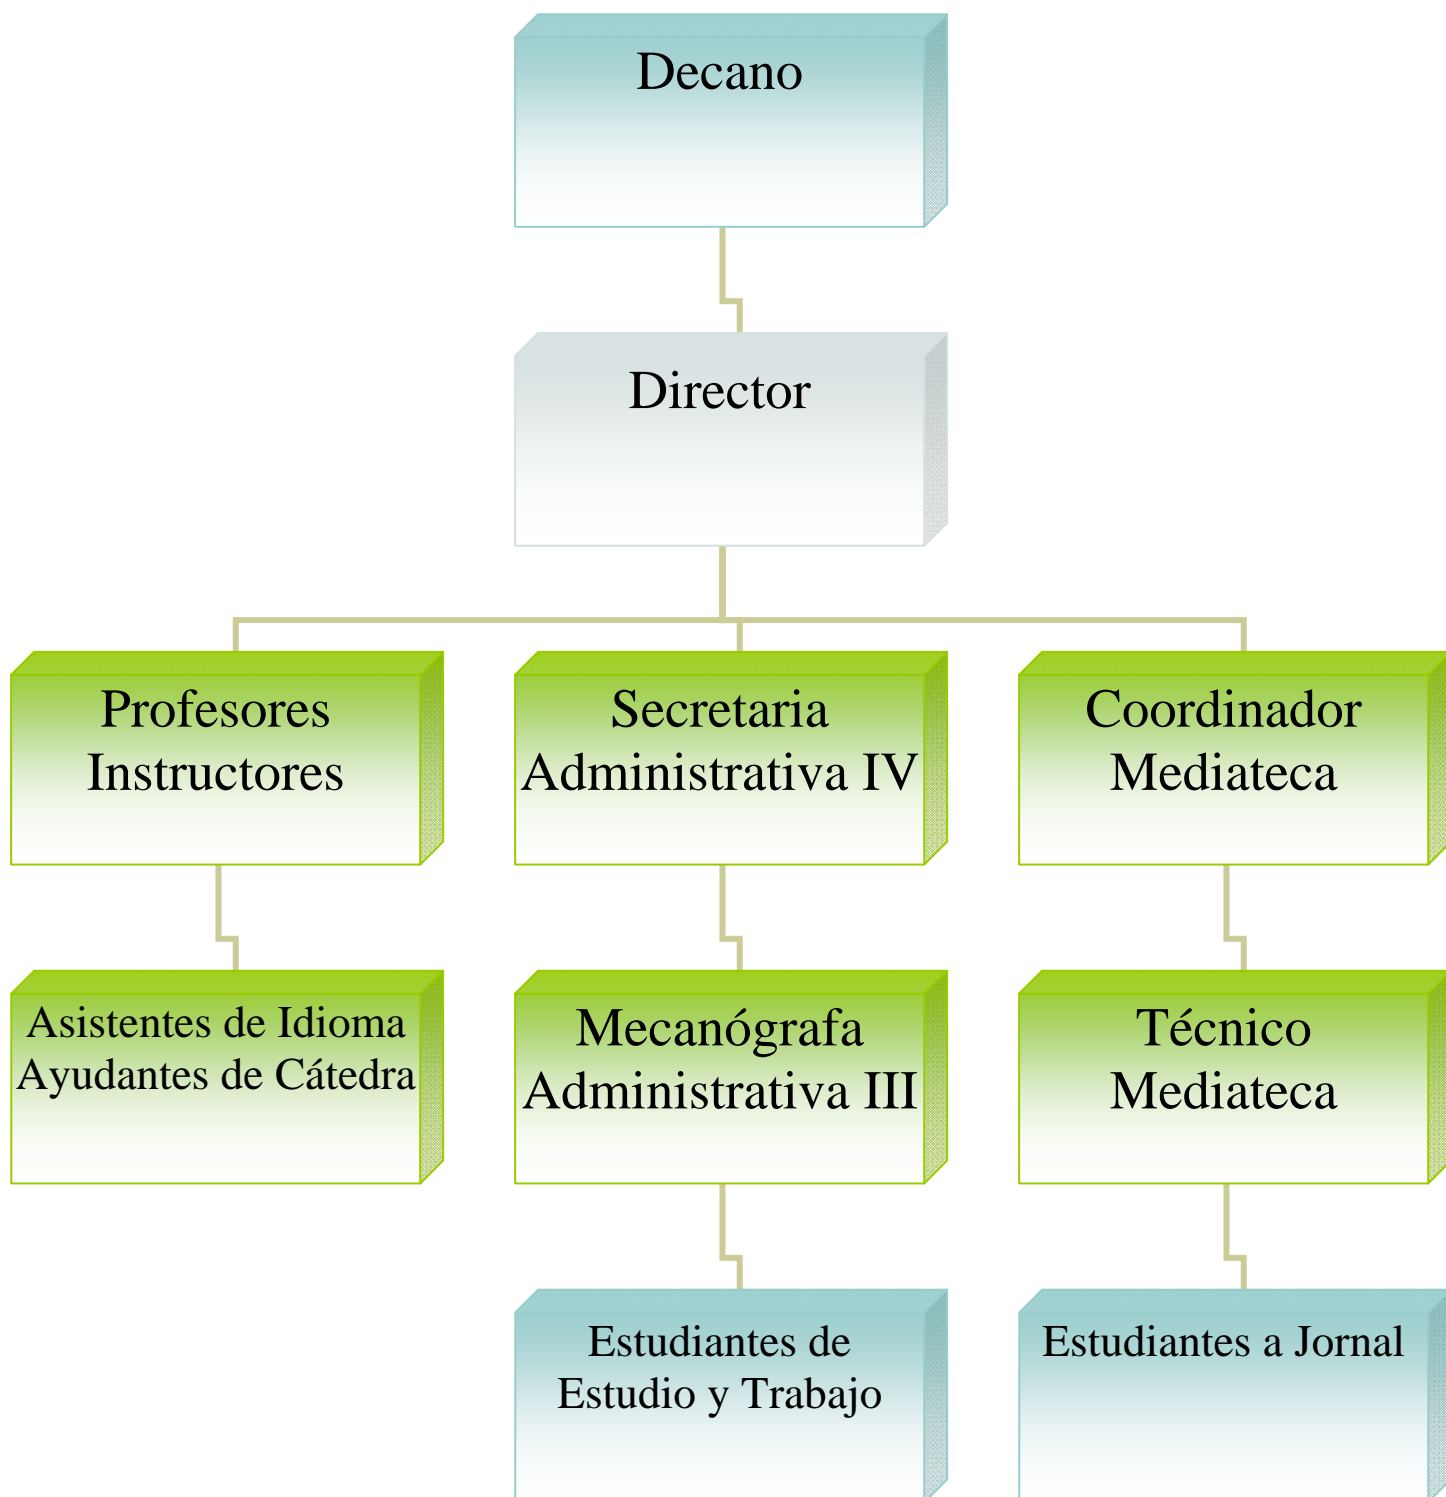 Decano
Director
Profesores
Instructores
Secretaria
Administrativa IV
Coordinador
Mediateca
Asistentes de Idioma
Ayudantes de Cátedra
Mecanógrafa
Administrativa III
Técnico
Mediateca
Estudiantes de
Estudio y Trabajo
Estudiantes a Jornal